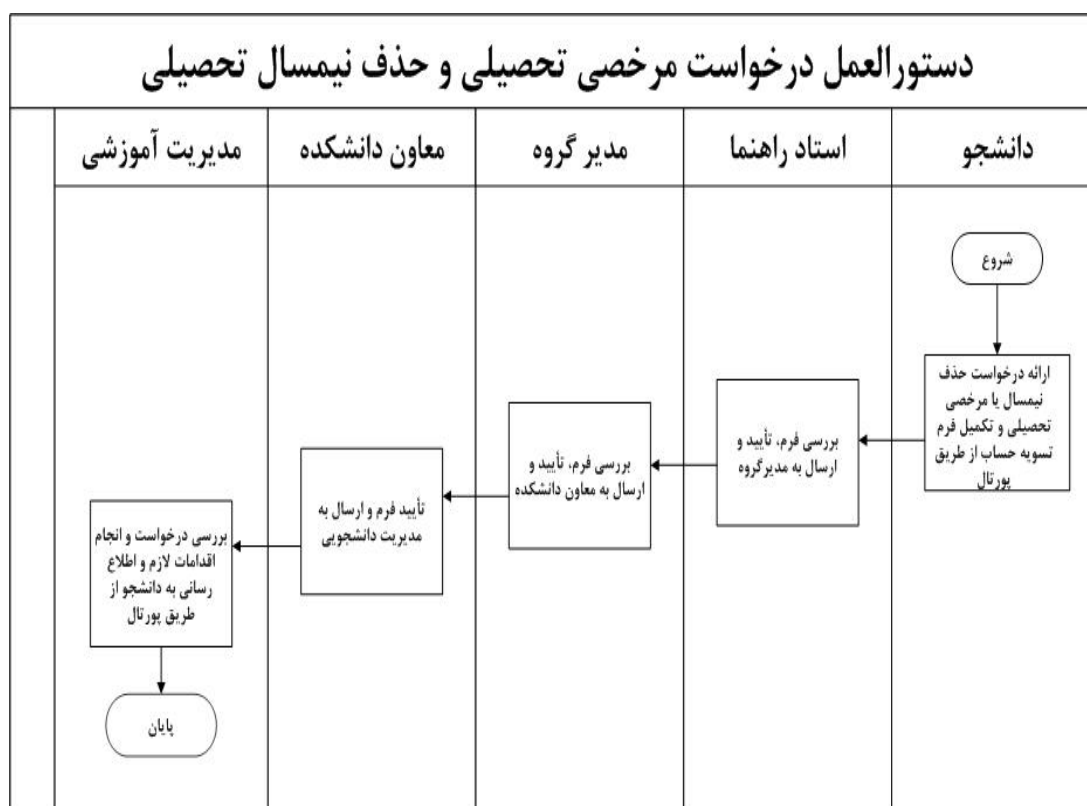 دستورالعمل درخواست مرخصی تحصیلی و حذف نیمسال تحصیلی
دانشجو
استاد راهنما
مدیر گروه
معاون دانشکده
مدیریت آموزشی
شروع
ارائه درخواست حذف
نیمسال یا مرخصی
تحصیلی و تکمیل فرم
تسویه حساب از طریق
پورتال
بررسی فرم، تأیید و
ارسال به مدیرگروه
بررسی فرم، تأیید و
ارسال به معاون دانشکده
تأیید فرم و ارسال به
مدیریت دانشجویی
بررسی درخواست و انجام
اقدامات لازم و اطلاع
رسانی به دانشجو از
طریق پورتال
پایان